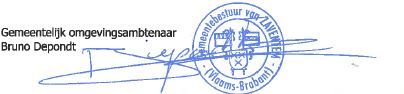 Gemeentelijk omgevingsambtenaar
Bruno Depondt
Gemeentebestuur van ZAVENTEM
(Vlaams-Brabant)